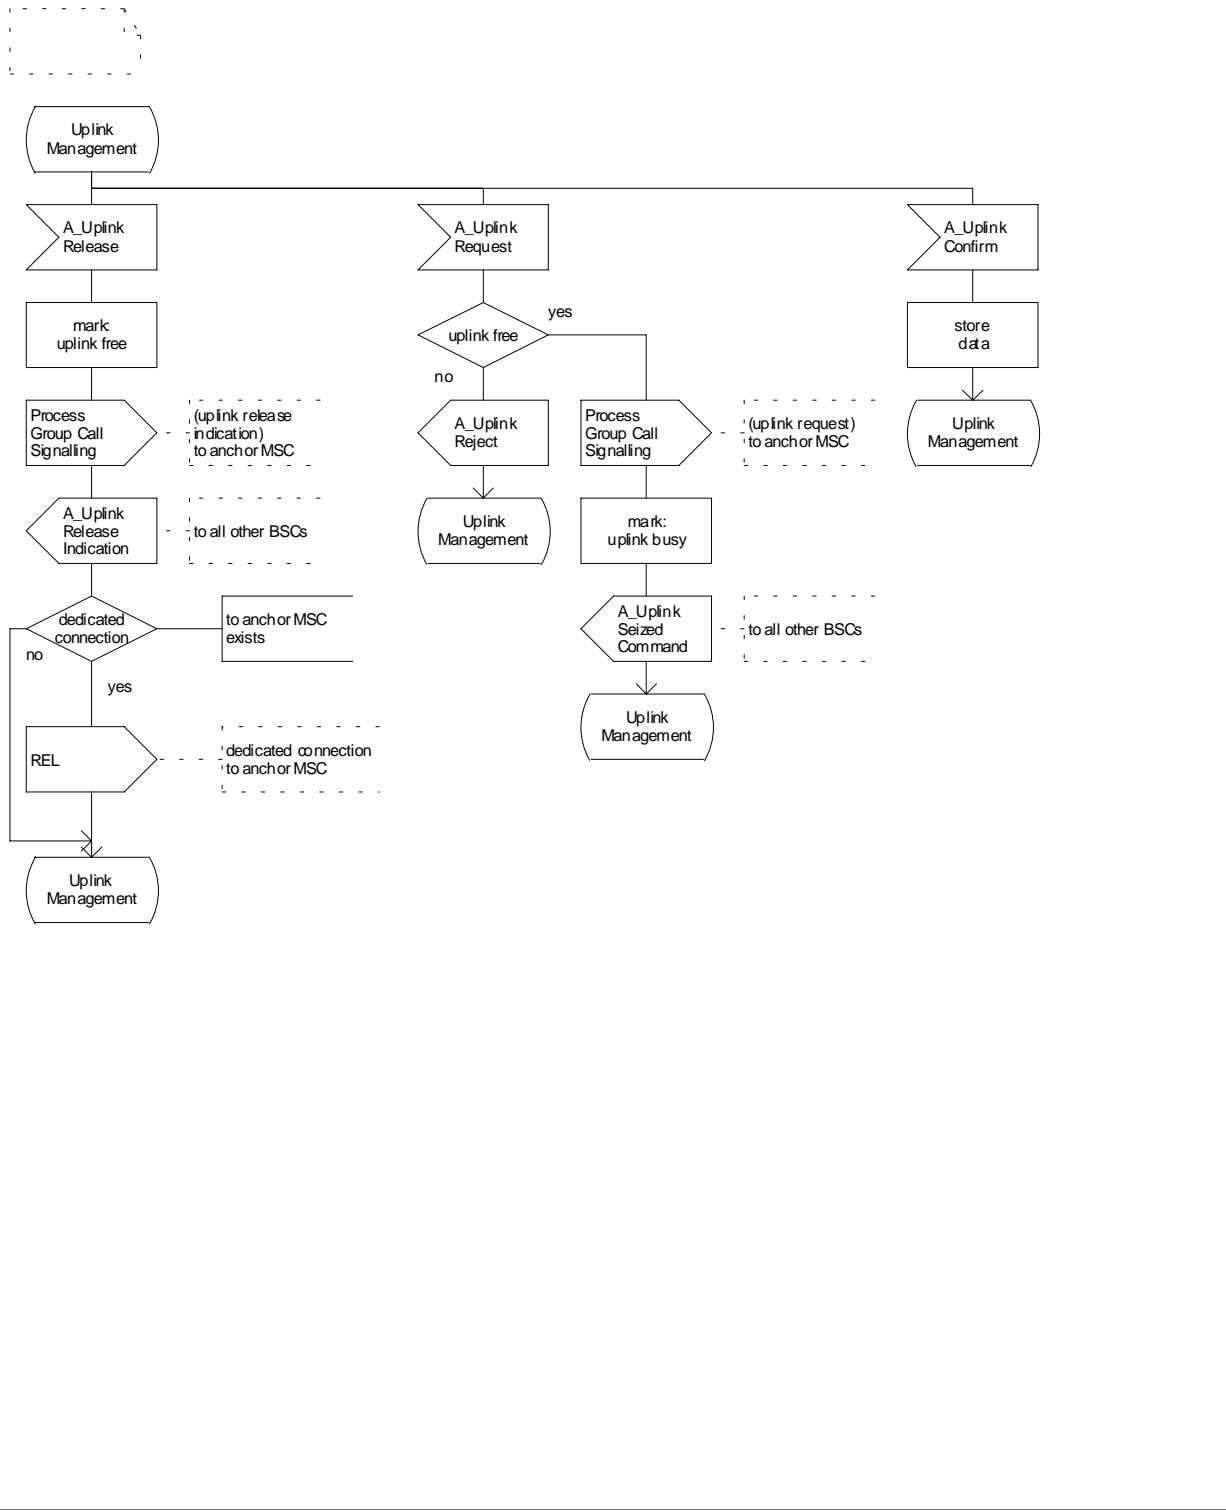 Uplink
Management
A_Uplink
Release
A_Uplink
Request
A_Uplink
Confirm
mark:
uplink free
uplink free
yes
no
store
data
Process
Group Call
Signalling
(uplink release
indication)
to anchor MSC
A_Uplink
Reject
Process
Group Call
Signalling
(uplink request)
to anchor MSC
Uplink
Management
A_Uplink
Release
Indication
to all other BSCs
Uplink
Management
mark:
uplink busy
dedicated
connection
no
yes
to anchor MSC
exists
A_Uplink
Seized
Command
to all other BSCs
REL
dedicated connection
to anchor MSC
Uplink
Management
Uplink
Management